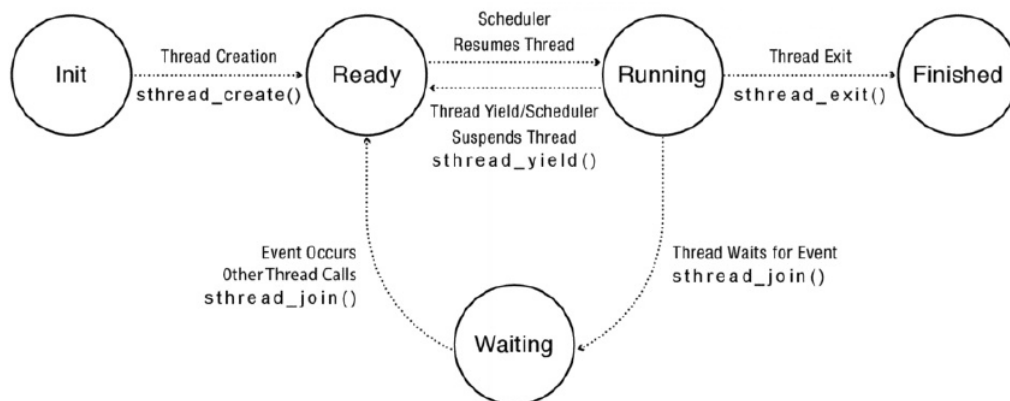 Init
Thread Creation
sthread_create()
Ready
Scheduler
Resumes Thread
Thread Yield/Scheduler
Suspends Thread
sthread_yield()
Running
Thread Exit
sthread_exit()
Finished
Event Occurs
Other Thread Calls
sthread_join()
Thread Waits for Event
sthread_join()
Waiting